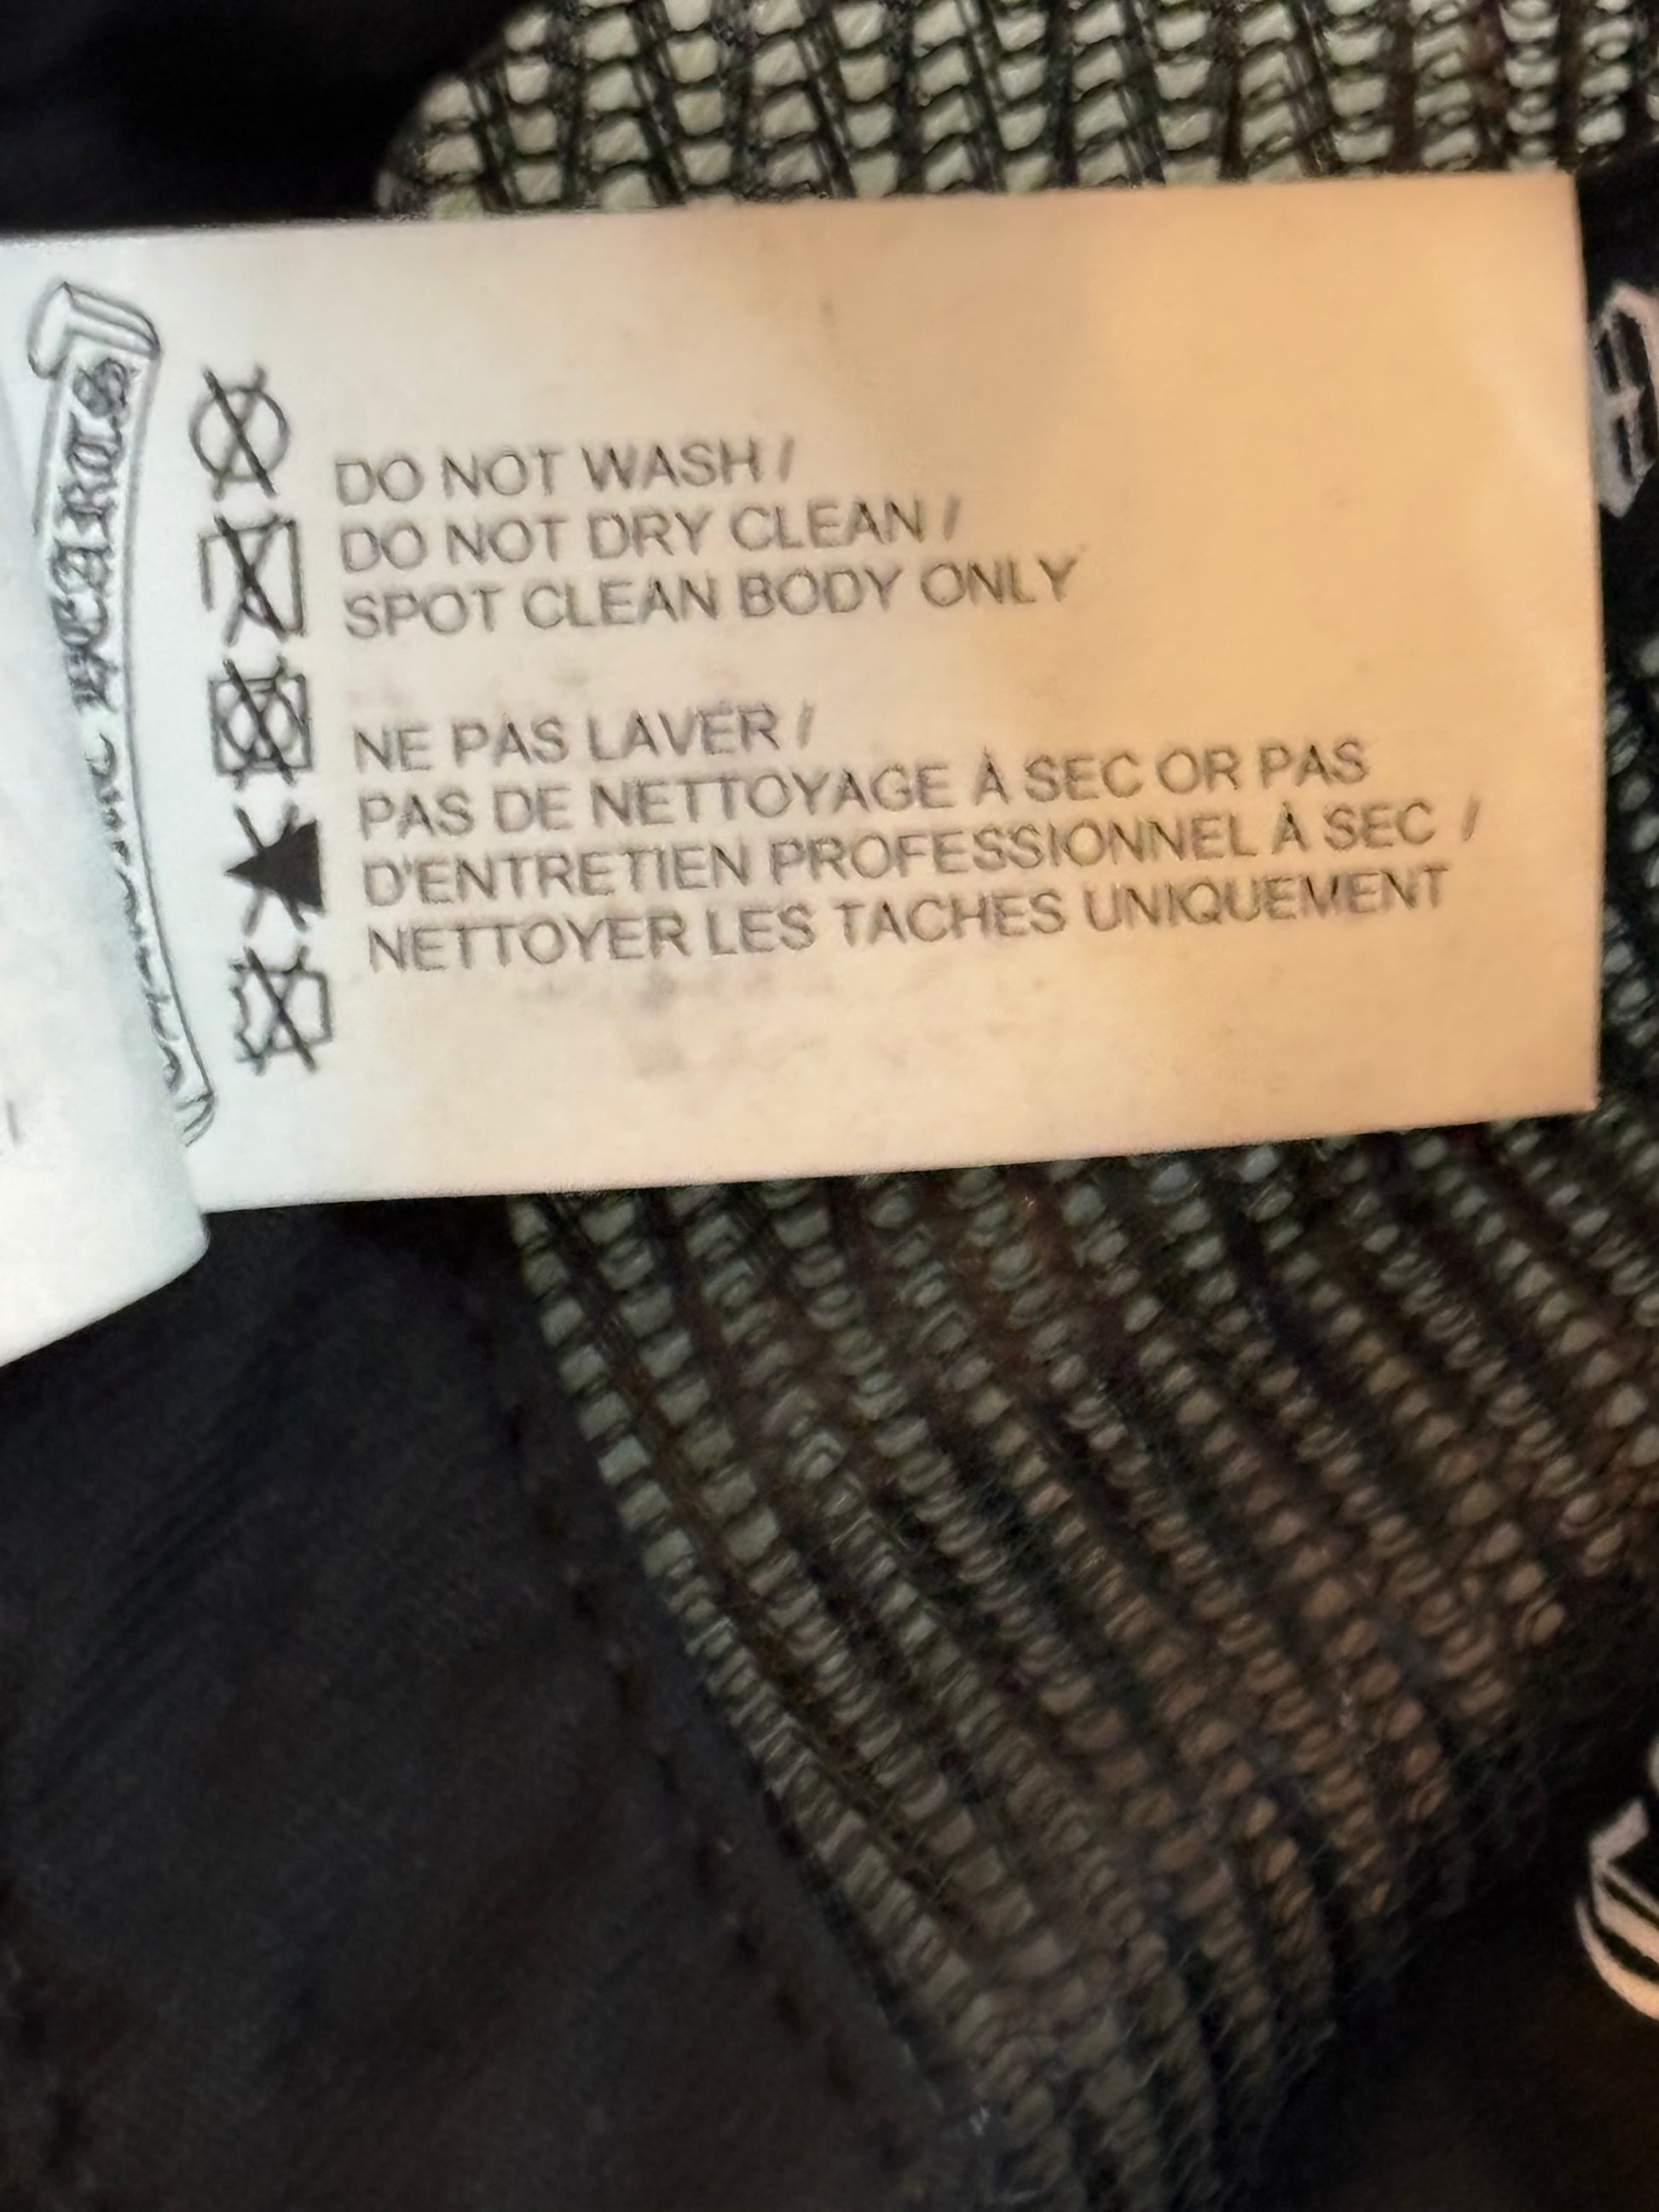 HEARTS
DO NOT WASH /
DO NOT DRY CLEAN /
SPOT CLEAN BODY ONLY
NE PAS LAVER /
PAS DE NETTOYAGE À SEC OR PAS
D'ENTRETIEN PROFESSIONNEL À SEC /
NETTOYER LES TACHES UNIQUEMENT